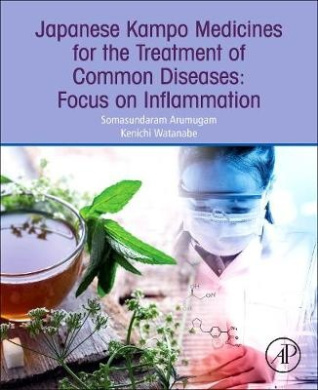 Japanese Kampo Medicines
for the Treatment of
Common Diseases:
Focus on Inflammation
Somasundaram Arumugam
Kenichi Watanabe